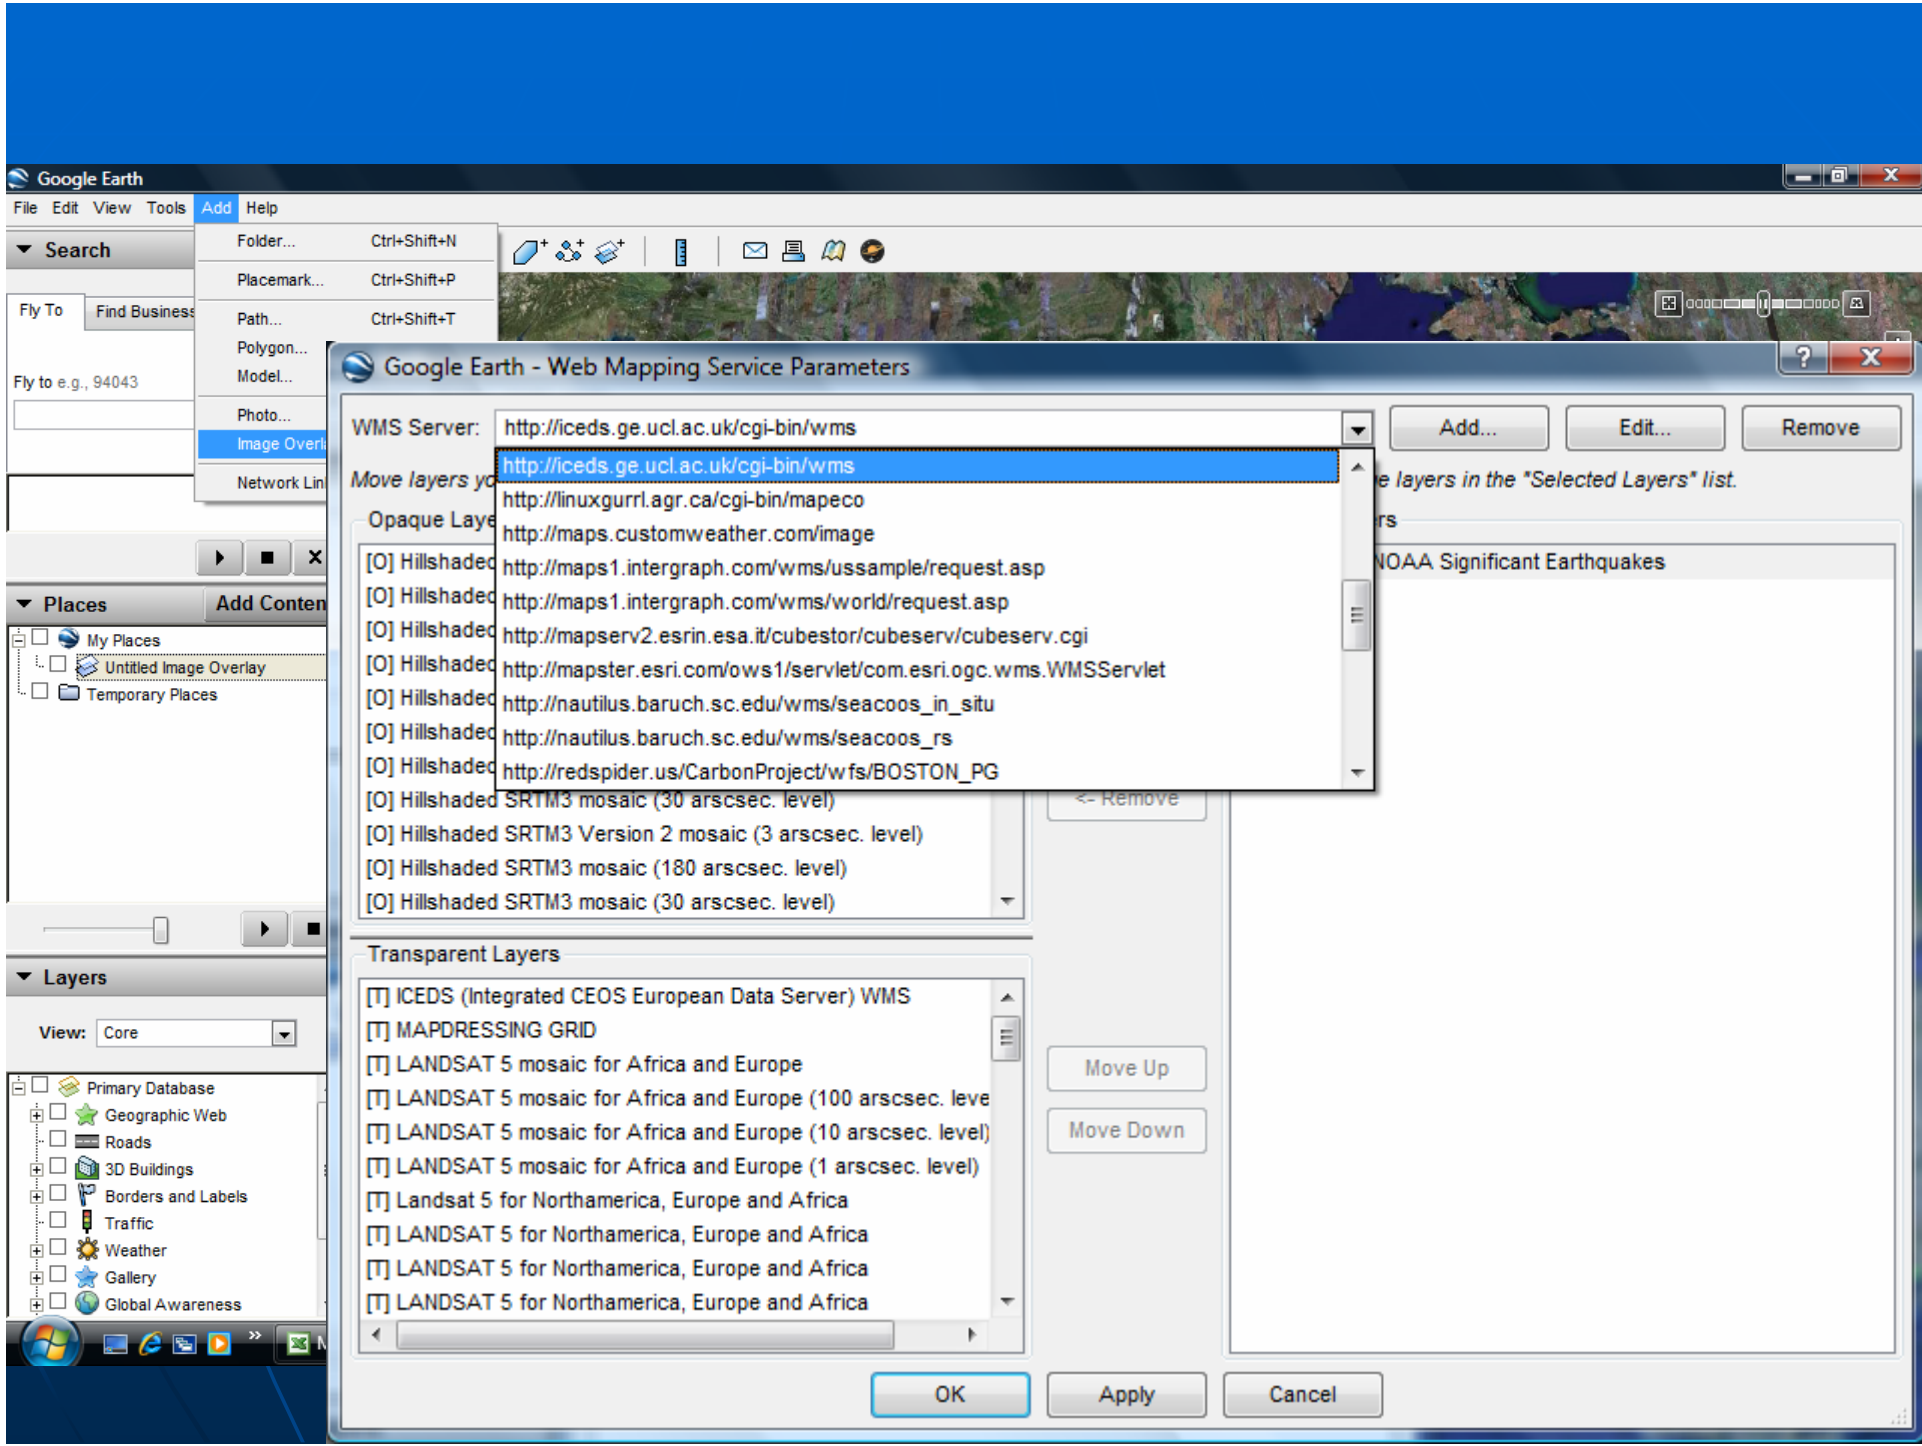 Google Earth
File Edit View Tools Add Help
Search
Folder... Ctrl+Shift+N
Placemark... Ctrl+Shift+P
Path... Ctrl+Shift+T
Polygon...
Model...
Photo...
Image Overl
Network Lin
Fly To Find Business
Fly to e.g., 94043
Places Add Conten
My Places
Untitled Image Overlay
Temporary Places
Layers
View: Core
Primary Database
Geographic Web
Roads
3D Buildings
Borders and Labels
Traffic
Weather
Gallery
Global Awareness
Google Earth - Web Mapping Service Parameters
WMS Server: http://iceds.ge.ucl.ac.uk/cgi-bin/wms Add... Edit... Remove
http://iceds.ge.ucl.ac.uk/cgi-bin/wms
http://linuxgurrl.agr.ca/cgi-bin/mapeco
http://maps.customweather.com/image
http://maps1.intergraph.com/wms/ussample/request.asp
http://maps1.intergraph.com/wms/world/request.asp
http://mapserv2.esrin.esa.it/cubestor/cubeserv/cubeserv.cgi
http://mapster.esri.com/ows1/servlet/com.esri.ogc.wms.WMSServlet
http://nautilus.baruch.sc.edu/wms/seacoos_in_situ
http://nautilus.baruch.sc.edu/wms/seacoos_rs
http://redspider.us/CarbonProject/wfs/BOSTON_PG
Move layers yo e layers in the "Selected Layers" list.
Opaque Laye rs
[O] Hillshaded
[O] Hillshaded
[O] Hillshaded
[O] Hillshaded
[O] Hillshaded
[O] Hillshaded
[O] Hillshaded
[O] Hillshaded SRTM3 mosaic (30 arscsec. level)
[O] Hillshaded SRTM3 Version 2 mosaic (3 arscsec. level)
[O] Hillshaded SRTM3 mosaic (180 arscsec. level)
[O] Hillshaded SRTM3 mosaic (30 arscsec. level)
NOAA Significant Earthquakes
<- Remove
Transparent Layers
[T] ICEDS (Integrated CEOS European Data Server) WMS
[T] MAPDRESSING GRID
[T] LANDSAT 5 mosaic for Africa and Europe
[T] LANDSAT 5 mosaic for Africa and Europe (100 arscsec. leve
[T] LANDSAT 5 mosaic for Africa and Europe (10 arscsec. level)
[T] LANDSAT 5 mosaic for Africa and Europe (1 arscsec. level)
[T] Landsat 5 for Northamerica, Europe and Africa
[T] LANDSAT 5 for Northamerica, Europe and Africa
[T] LANDSAT 5 for Northamerica, Europe and Africa
[T] LANDSAT 5 for Northamerica, Europe and Africa
Move Up
Move Down
OK Apply Cancel